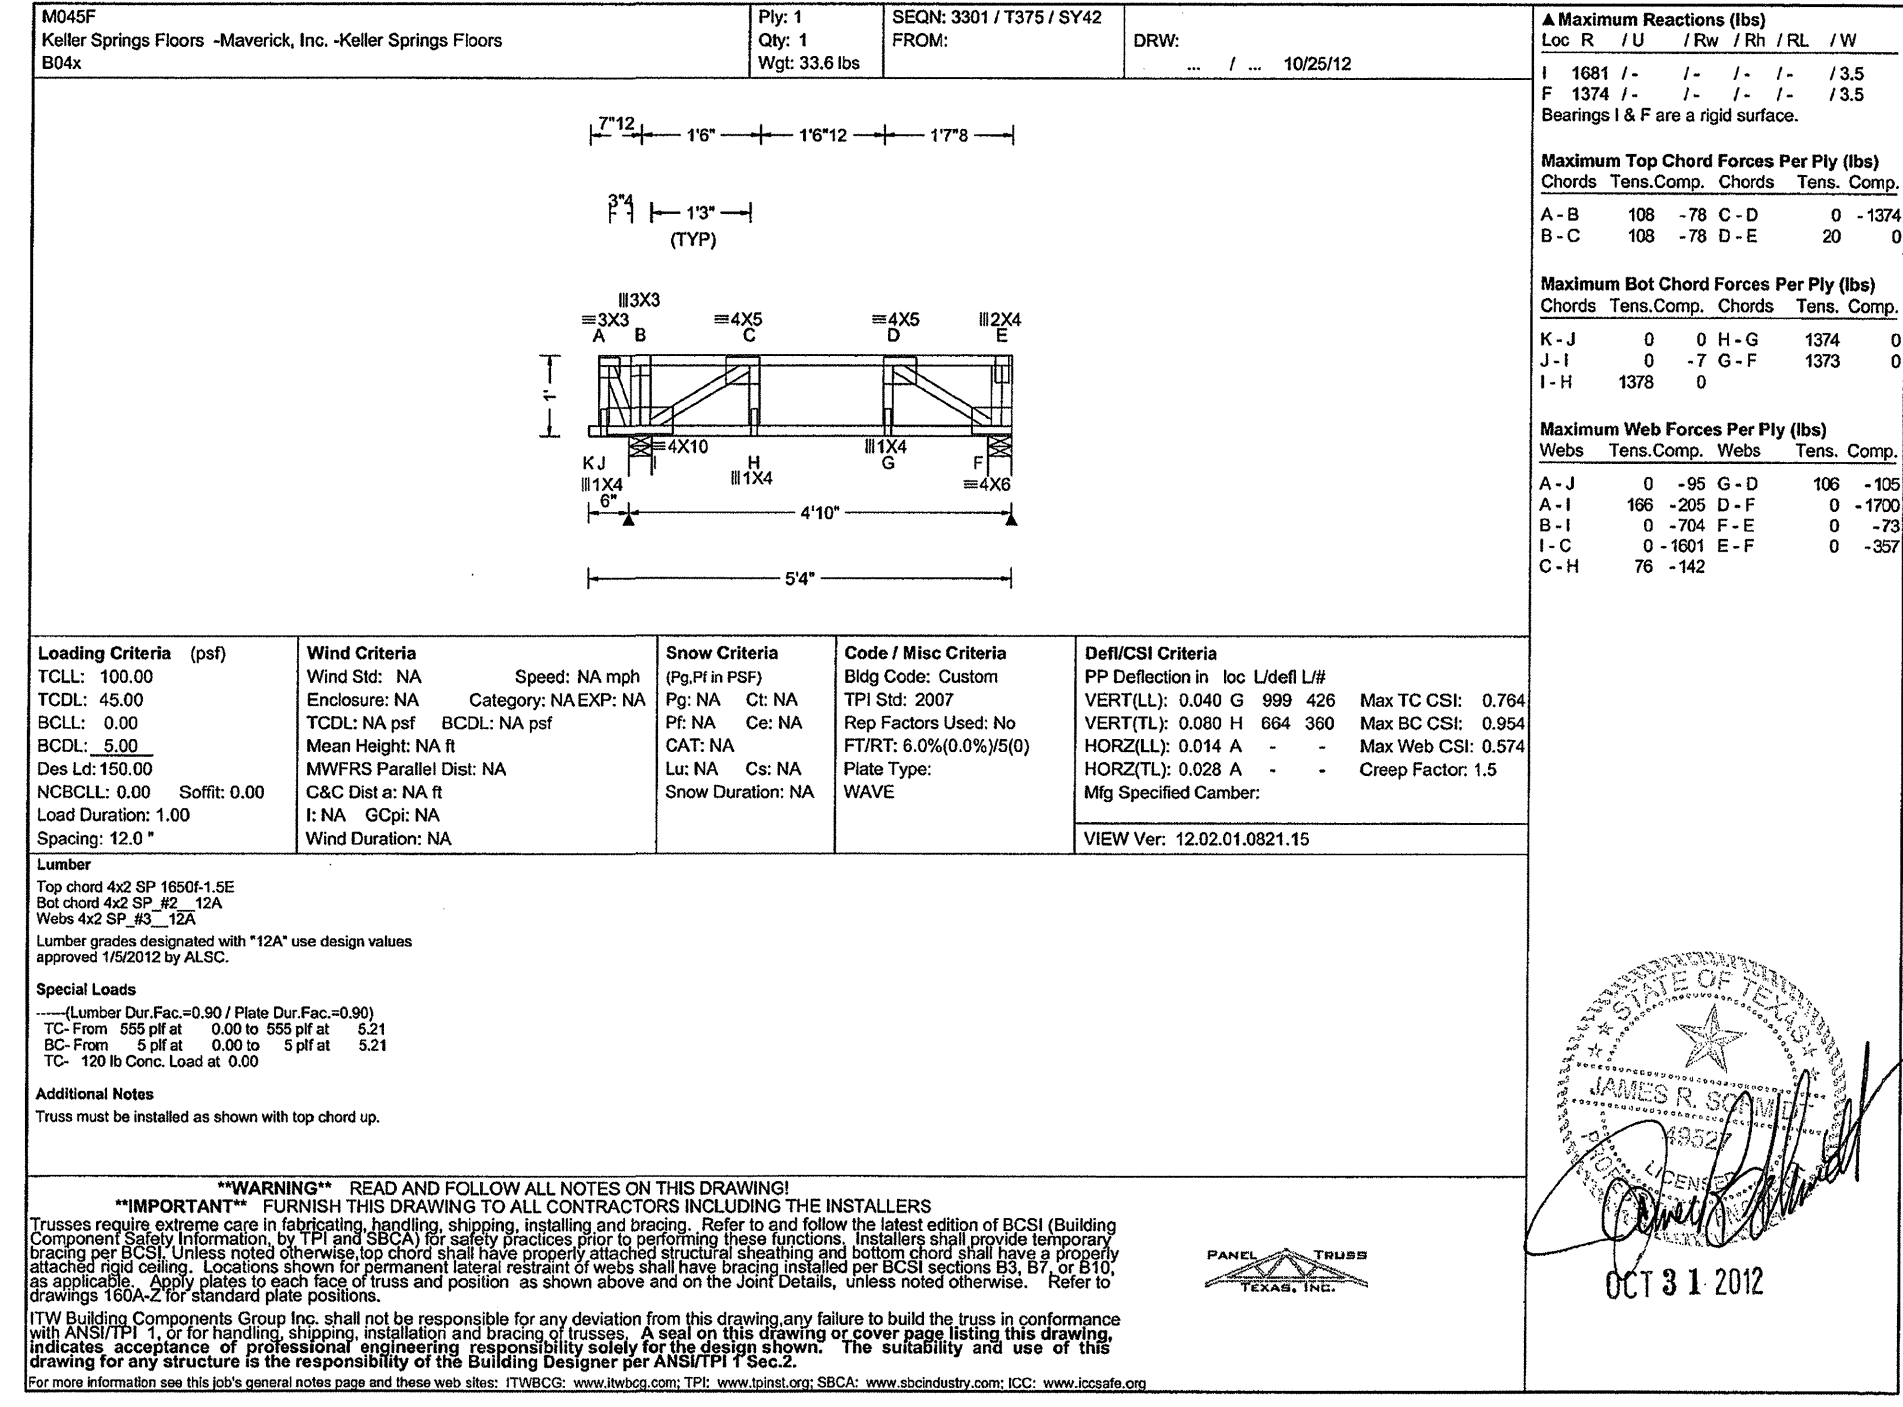 M045F
Keller Springs Floors -Maverick, Inc. -Keller Springs Floors
B04x
Ply: 1
Qty: 1
Wgt: 33.6 lbs
SEQN: 3301 / T375 / SY42
FROM:
DRW:
... / ... 10/25/12
7"12 1'6" 1'6"12 1'7"8
3"4 1'3"
(TYP)
3X3
3X3 4X5 4X5 2X4
A B C D E
1'
4X10 1X4
K J I H G F
1X4 1X4 4X6
6" 4'10"
5'4"
▲ Maximum Reactions (lbs)
Loc R / U / Rw / Rh / RL / W
I 1681 / - / - / - / - / 3.5
F 1374 / - / - / - / - / 3.5
Bearings I & F are a rigid surface.
Maximum Top Chord Forces Per Ply (lbs)
Chords Tens.Comp. Chords Tens. Comp.
A - B 108 -78 C - D 0 -1374
B - C 108 -78 D - E 20 0
Maximum Bot Chord Forces Per Ply (lbs)
Chords Tens.Comp. Chords Tens. Comp.
K - J 0 0 H - G 1374 0
J - I 0 -7 G - F 1373 0
I - H 1378 0
Maximum Web Forces Per Ply (lbs)
Webs Tens.Comp. Webs Tens. Comp.
A - J 0 -95 G - D 106 -105
A - I 166 -205 D - F 0 -1700
B - I 0 -704 F - E 0 -73
I - C 0 -1601 E - F 0 -357
C - H 76 -142
Loading Criteria (psf)
TCLL: 100.00
TCDL: 45.00
BCLL: 0.00
BCDL: 5.00
Des Ld: 150.00
NCBCLL: 0.00 Soffit: 0.00
Load Duration: 1.00
Spacing: 12.0 "
Wind Criteria
Wind Std: NA Speed: NA mph
Enclosure: NA Category: NA EXP: NA
TCDL: NA psf BCDL: NA psf
Mean Height: NA ft
MWFRS Parallel Dist: NA
C&C Dist a: NA ft
I: NA GCpi: NA
Wind Duration: NA
Snow Criteria
(Pg,Pf in PSF)
Pg: NA Ct: NA
Pf: NA Ce: NA
CAT: NA
Lu: NA Cs: NA
Snow Duration: NA
Code / Misc Criteria
Bldg Code: Custom
TPI Std: 2007
Rep Factors Used: No
FT/RT: 6.0%(0.0%)/5(0)
Plate Type:
WAVE
Defl/CSI Criteria
PP Deflection in loc L/defl L/#
VERT(LL): 0.040 G 999 426 Max TC CSI: 0.764
VERT(TL): 0.080 H 664 360 Max BC CSI: 0.954
HORZ(LL): 0.014 A - - Max Web CSI: 0.574
HORZ(TL): 0.028 A - - Creep Factor: 1.5
Mfg Specified Camber:
VIEW Ver: 12.02.01.0821.15
Lumber
Top chord 4x2 SP 1650f-1.5E
Bot chord 4x2 SP_#2__12A
Webs 4x2 SP_#3__12A
Lumber grades designated with "12A" use design values
approved 1/5/2012 by ALSC.
Special Loads
------(Lumber Dur.Fac.=0.90 / Plate Dur.Fac.=0.90)
TC- From 555 plf at 0.00 to 555 plf at 5.21
BC- From 5 plf at 0.00 to 5 plf at 5.21
TC- 120 lb Conc. Load at 0.00
Additional Notes
Truss must be installed as shown with top chord up.
**WARNING** READ AND FOLLOW ALL NOTES ON THIS DRAWING!
**IMPORTANT** FURNISH THIS DRAWING TO ALL CONTRACTORS INCLUDING THE INSTALLERS
Trusses require extreme care in fabricating, handling, shipping, installing and bracing. Refer to and follow the latest edition of BCSI (Building
Component Safety Information, by TPI and SBCA) for safety practices prior to performing these functions. Installers shall provide temporary
bracing per BCSI. Unless noted otherwise,top chord shall have properly attached structural sheathing and bottom chord shall have a properly
attached rigid ceiling. Locations shown for permanent lateral restraint of webs shall have bracing installed per BCSI sections B3, B7, or B10,
as applicable. Apply plates to each face of truss and position as shown above and on the Joint Details, unless noted otherwise. Refer to
drawings 160A-Z for standard plate positions.
ITW Building Components Group Inc. shall not be responsible for any deviation from this drawing,any failure to build the truss in conformance
with ANSI/TPI 1, or for handling, shipping, installation and bracing of trusses. A seal on this drawing or cover page listing this drawing,
indicates acceptance of professional engineering responsibility solely for the design shown. The suitability and use of this
drawing for any structure is the responsibility of the Building Designer per ANSI/TPI 1 Sec.2.
For more information see this job's general notes page and these web sites: ITWBCG: www.itwbcg.com; TPI: www.tpinst.org; SBCA: www.sbcindustry.com; ICC: www.iccsafe.org
PANEL TRUSS
TEXAS, INC.
STATE OF TEXAS
JAMES R. SCHMIDT
49527
LICENSED
OCT 31 2012